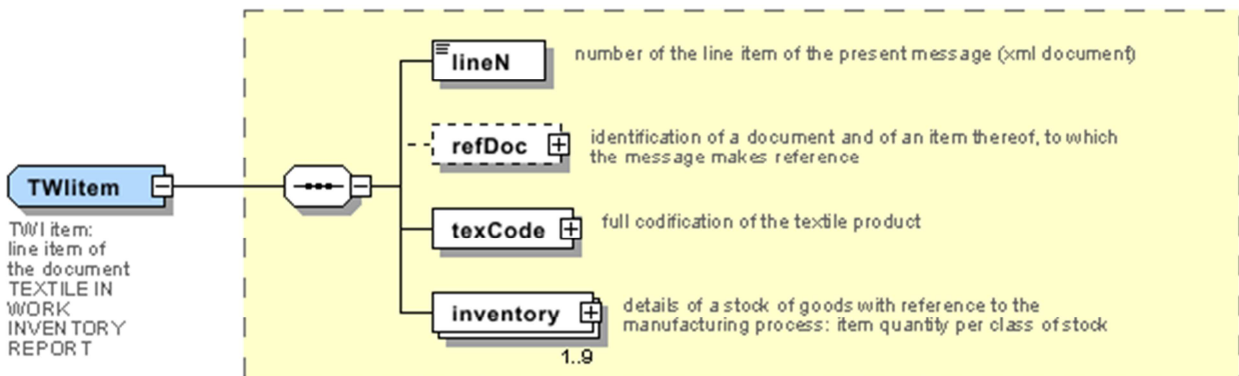 lineN
number of the line item of the present message (xml document)
refDoc
identification of a document and of an item thereof, to which
the message makes reference
TWIitem
TWI item:
line item of
the document
TEXTILE IN
WORK
INVENTORY
REPORT
texCode
full codification of the textile product
inventory
details of a stock of goods with reference to the
manufacturing process: item quantity per class of stock
1..9